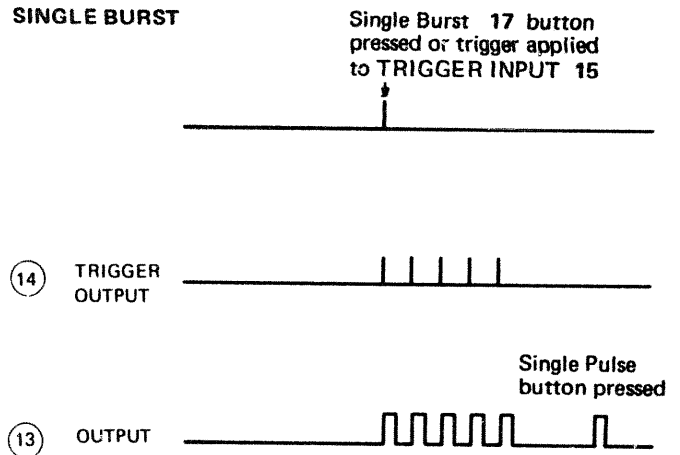 SINGLE BURST
Single Burst 17 button
pressed or trigger applied
to TRIGGER INPUT 15
14 TRIGGER
OUTPUT
Single Pulse
button pressed
13 OUTPUT